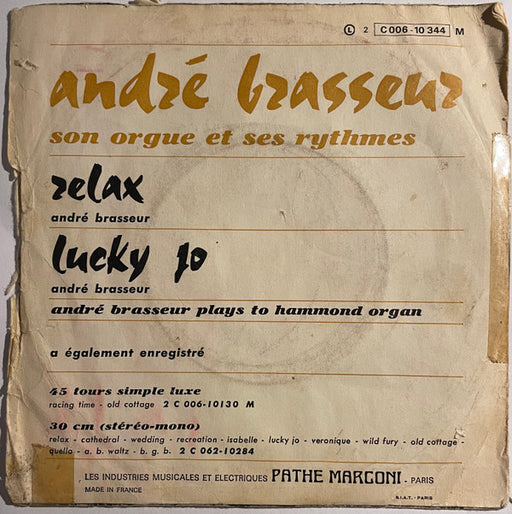 Ⓛ 2 C 006-10 344 M
andré brasseur
son orgue et ses rythmes
relax
andré brasseur
lucky jo
andré brasseur
andré brasseur plays to hammond organ
a également enregistré
45 tours simple luxe
racing time - old cottage 2 C 006-10130 M
30 cm (stéréo-mono)
relax - cathedral - wedding - recreation - isabelle - lucky jo - veronique - wild fury - old cottage -
quello - a. b. waltz - b. g. b. 2 C 062-10284
LES INDUSTRIES MUSICALES ET ELECTRIQUES PATHE MARCONI - PARIS
MADE IN FRANCE
S.I.A.T. - PARIS